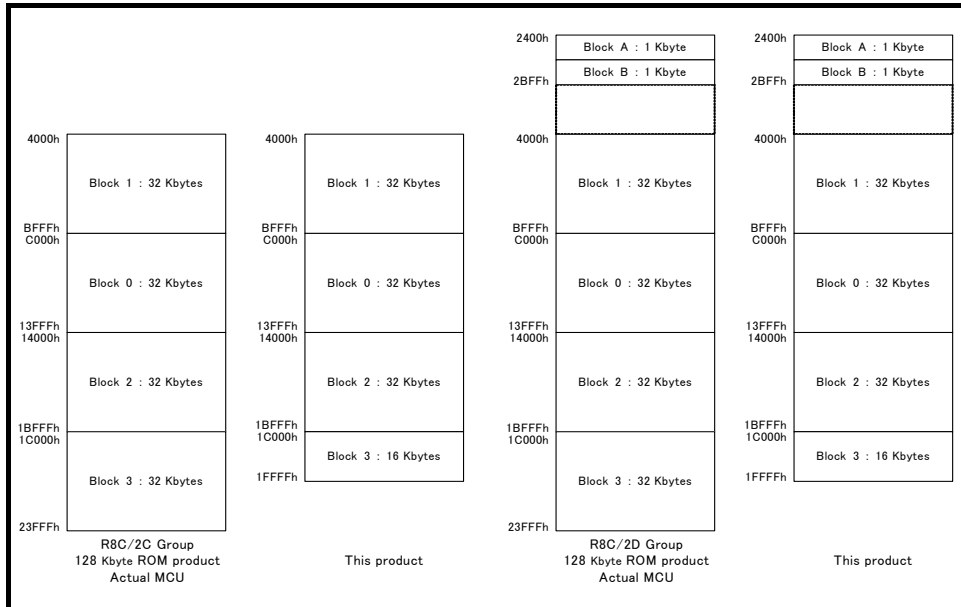 4000h
Block 1 : 32 Kbytes
BFFFh
C000h
Block 0 : 32 Kbytes
13FFFh
14000h
Block 2 : 32 Kbytes
1BFFFh
1C000h
Block 3 : 32 Kbytes
23FFFh
R8C/2C Group
128 Kbyte ROM product
Actual MCU
4000h
Block 1 : 32 Kbytes
BFFFh
C000h
Block 0 : 32 Kbytes
13FFFh
14000h
Block 2 : 32 Kbytes
1BFFFh
1C000h
Block 3 : 16 Kbytes
1FFFFh
This product
2400h
Block A : 1 Kbyte
Block B : 1 Kbyte
2BFFh
4000h
Block 1 : 32 Kbytes
BFFFh
C000h
Block 0 : 32 Kbytes
13FFFh
14000h
Block 2 : 32 Kbytes
1BFFFh
1C000h
Block 3 : 32 Kbytes
23FFFh
R8C/2D Group
128 Kbyte ROM product
Actual MCU
2400h
Block A : 1 Kbyte
Block B : 1 Kbyte
2BFFh
4000h
Block 1 : 32 Kbytes
BFFFh
C000h
Block 0 : 32 Kbytes
13FFFh
14000h
Block 2 : 32 Kbytes
1BFFFh
1C000h
Block 3 : 16 Kbytes
1FFFFh
This product